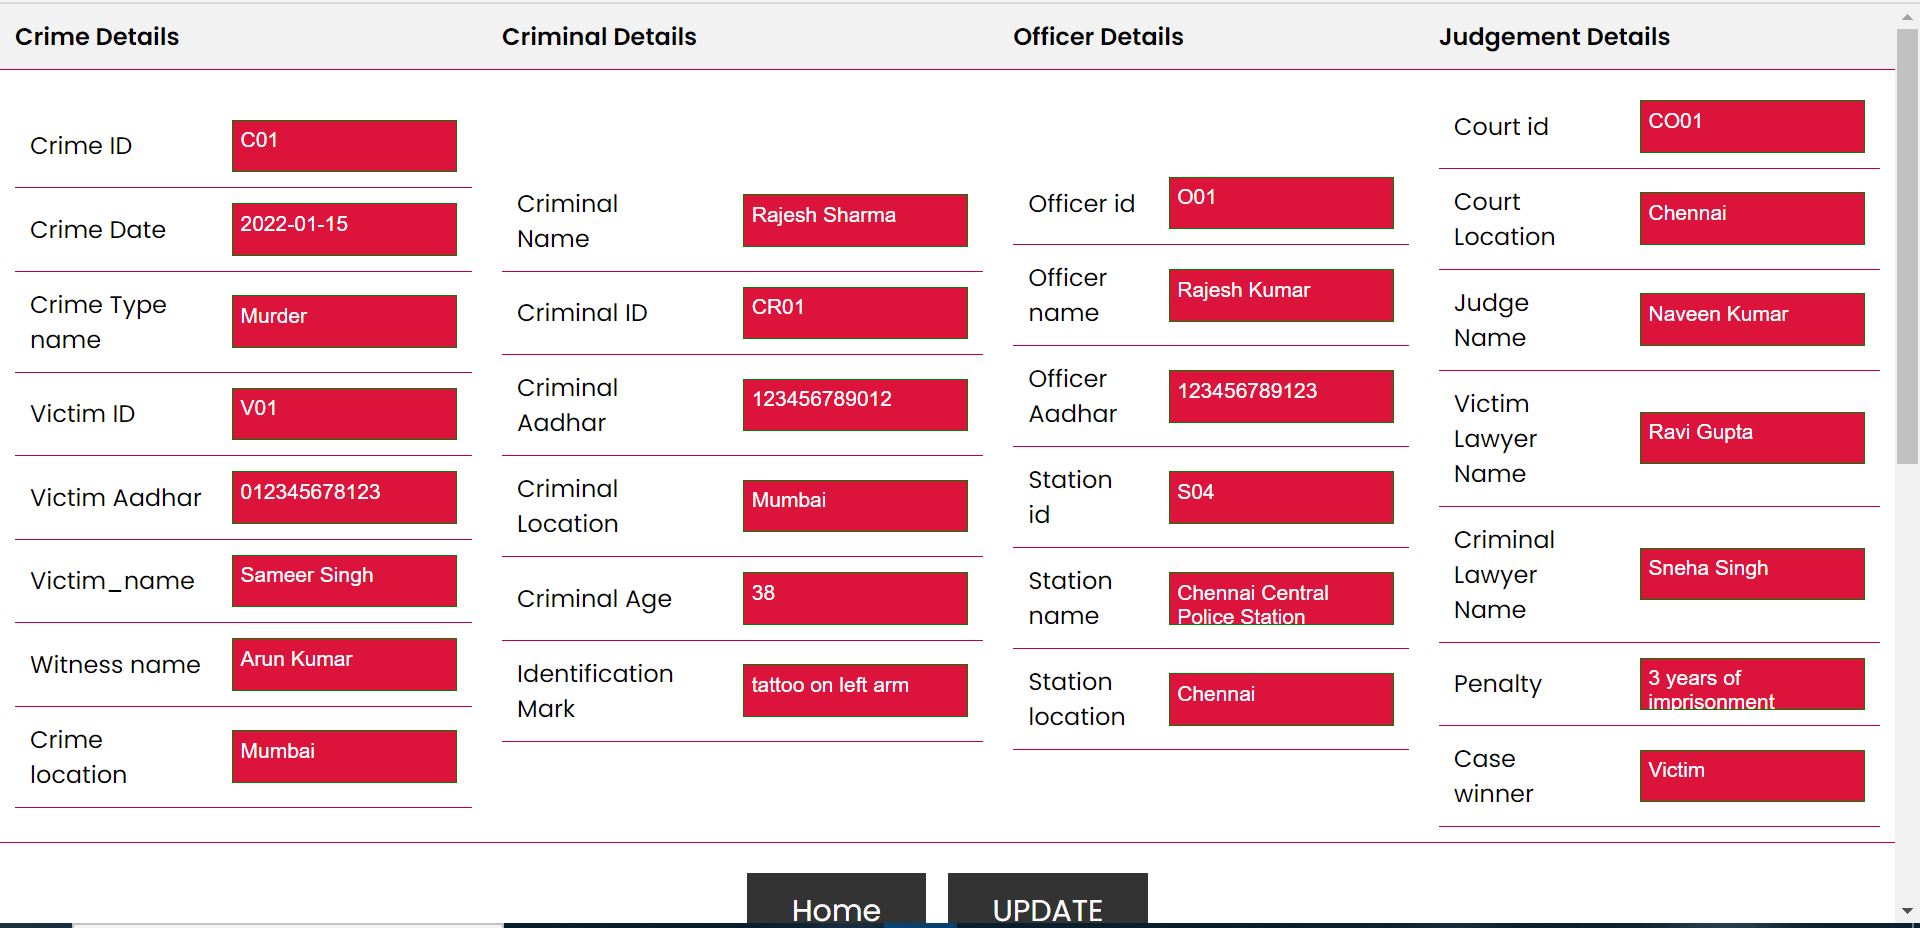 Crime Details
Criminal Details
Officer Details
Judgement Details
Crime ID
C01
Crime Date
2022-01-15
Crime Type
name
Murder
Victim ID
V01
Victim Aadhar
012345678123
Victim_name
Sameer Singh
Witness name
Arun Kumar
Crime
location
Mumbai
Criminal
Name
Rajesh Sharma
Criminal ID
CR01
Criminal
Aadhar
123456789012
Criminal
Location
Mumbai
Criminal Age
38
Identification
Mark
tattoo on left arm
Officer id
O01
Officer
name
Rajesh Kumar
Officer
Aadhar
123456789123
Station
id
S04
Station
name
Chennai Central
Police Station
Station
location
Chennai
Court id
CO01
Court
Location
Chennai
Judge
Name
Naveen Kumar
Victim
Lawyer
Name
Ravi Gupta
Criminal
Lawyer
Name
Sneha Singh
Penalty
3 years of
imprisonment
Case
winner
Victim
Home
UPDATE